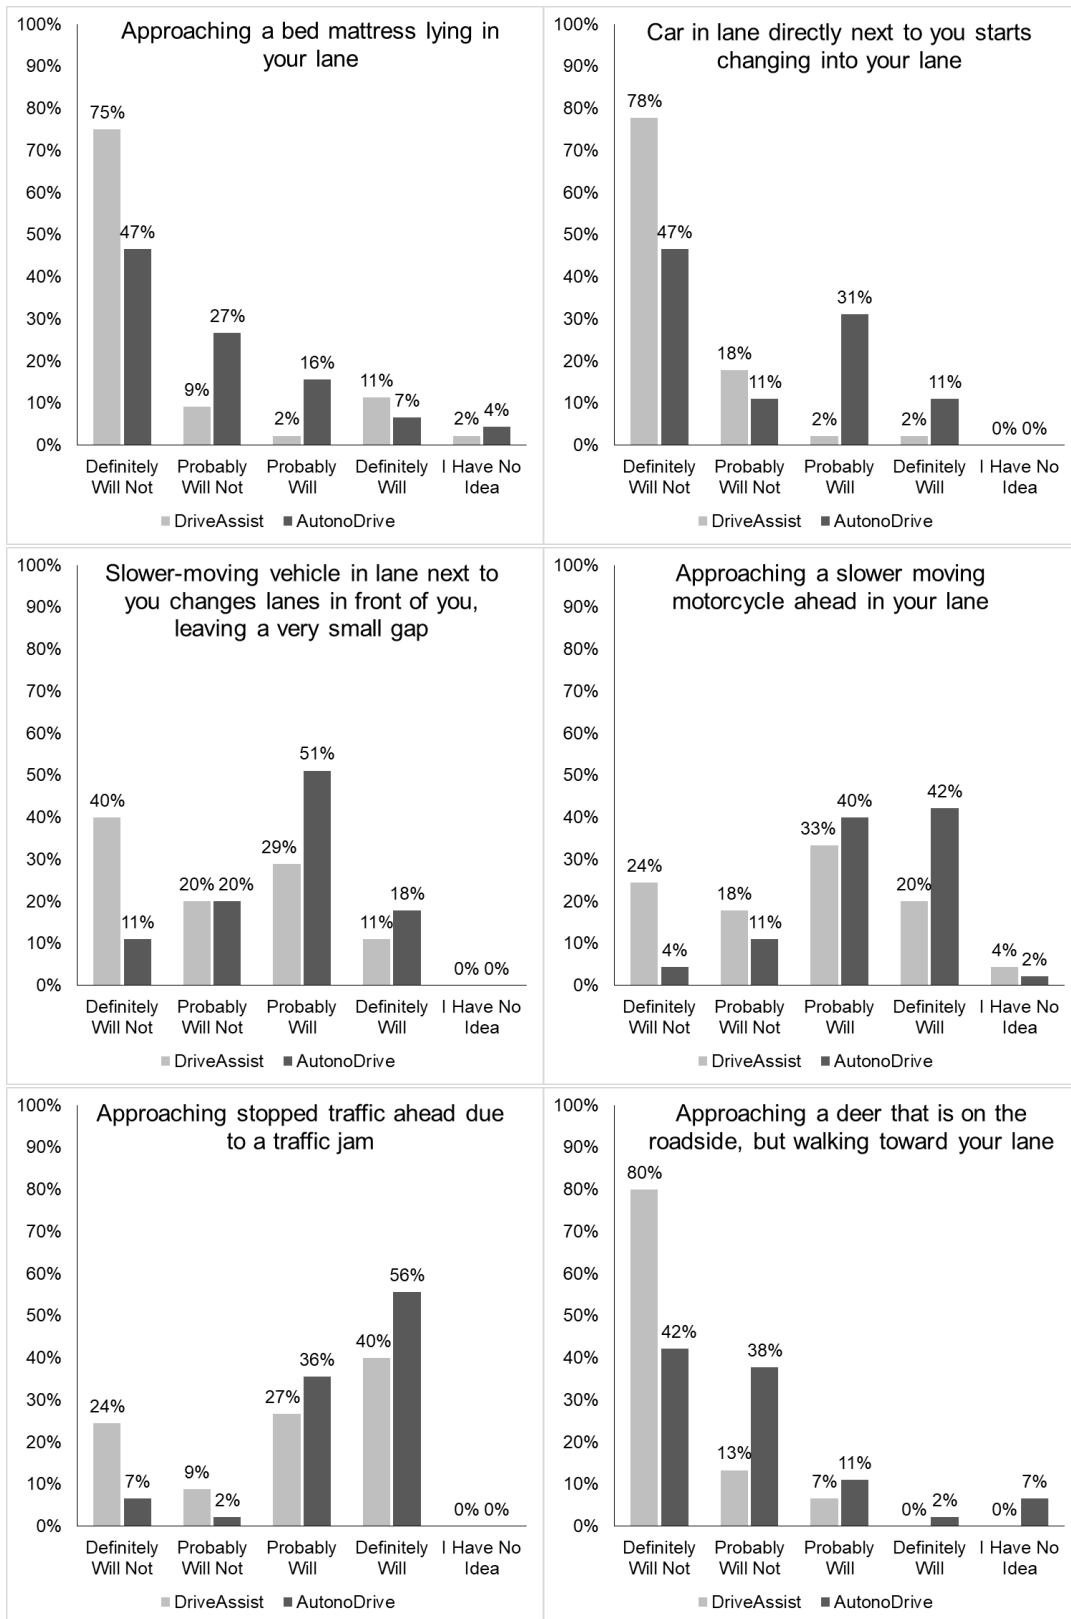 Approaching a bed mattress lying in
your lane
100%
90%
80%
70%
60%
50%
40%
30%
20%
10%
0%
75%
47%
9%
27%
2%
16%
11%
7%
2%
4%
Definitely
Will Not
Probably
Will Not
Probably
Will
Definitely
Will
I Have No
Idea
DriveAssist
AutonoDrive
Car in lane directly next to you starts
changing into your lane
100%
90%
80%
70%
60%
50%
40%
30%
20%
10%
0%
78%
47%
18%
11%
2%
31%
2%
11%
0% 0%
Definitely
Will Not
Probably
Will Not
Probably
Will
Definitely
Will
I Have No
Idea
DriveAssist
AutonoDrive
Slower-moving vehicle in lane next to
you changes lanes in front of you,
leaving a very small gap
100%
90%
80%
70%
60%
50%
40%
30%
20%
10%
0%
40%
11%
20% 20%
29%
51%
11%
18%
0% 0%
Definitely
Will Not
Probably
Will Not
Probably
Will
Definitely
Will
I Have No
Idea
DriveAssist
AutonoDrive
Approaching a slower moving
motorcycle ahead in your lane
100%
90%
80%
70%
60%
50%
40%
30%
20%
10%
0%
24%
4%
18%
11%
33%
40%
20%
42%
4%
2%
Definitely
Will Not
Probably
Will Not
Probably
Will
Definitely
Will
I Have No
Idea
DriveAssist
AutonoDrive
Approaching stopped traffic ahead due
to a traffic jam
100%
90%
80%
70%
60%
50%
40%
30%
20%
10%
0%
24%
7%
9%
2%
27%
36%
40%
56%
0% 0%
Definitely
Will Not
Probably
Will Not
Probably
Will
Definitely
Will
I Have No
Idea
DriveAssist
AutonoDrive
Approaching a deer that is on the
roadside, but walking toward your lane
100%
90%
80%
70%
60%
50%
40%
30%
20%
10%
0%
80%
42%
13%
38%
7%
11%
0%
2%
0%
7%
Definitely
Will Not
Probably
Will Not
Probably
Will
Definitely
Will
I Have No
Idea
DriveAssist
AutonoDrive